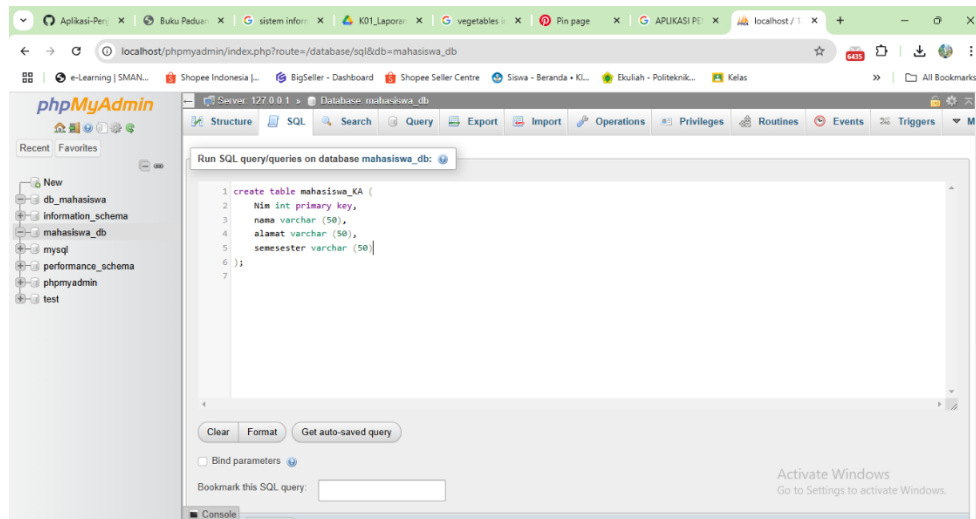 Aplikasi-Penj
Buku Paduan
sistem inform
K01_Laporan
vegetables i
Pin page
APLIKASI PE
localhost / 1
localhost/phpmyadmin/index.php?route=/database/sql&db=mahasiswa_db
6435
e-Learning | SMAN...
Shopee Indonesia |...
BigSeller - Dashboard
Shopee Seller Centre
Siswa - Beranda • Kl...
Ekuliah - Politeknik...
Kelas
»
All Bookmarks
phpMyAdmin
Recent Favorites
New
db_mahasiswa
information_schema
mahasiswa_db
mysql
performance_schema
phpmyadmin
test
Server: 127.0.0.1 » Database: mahasiswa_db
Structure SQL Search Query Export Import Operations Privileges Routines Events Triggers M
Run SQL query/queries on database mahasiswa_db:
1 create table mahasiswa_KA (
2 Nim int primary key,
3 nama varchar (50),
4 alamat varchar (50),
5 semesester varchar (50)
6 );
7
Clear Format Get auto-saved query
Bind parameters
Bookmark this SQL query:
Console
Activate Windows
Go to Settings to activate Windows.